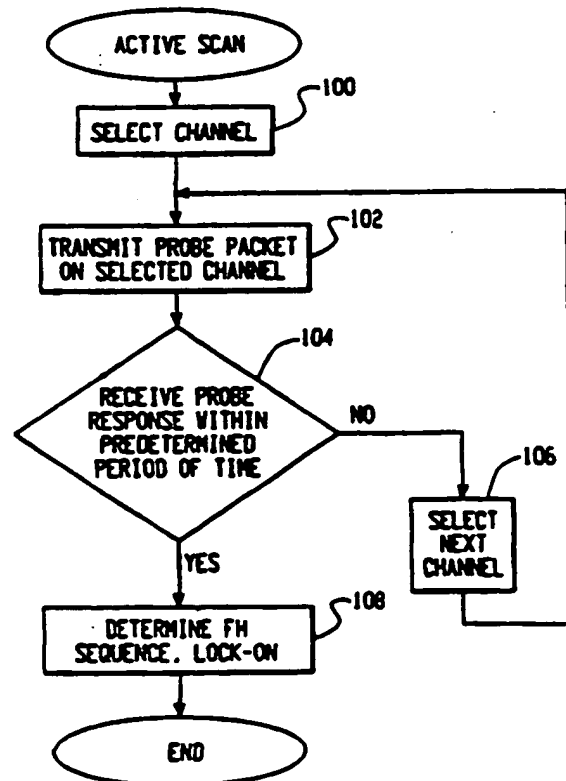 ACTIVE SCAN
100
SELECT CHANNEL
102
TRANSMIT PROBE PACKET
ON SELECTED CHANNEL
104
RECEIVE PROBE
RESPONSE WITHIN
PREDETERMINED
PERIOD OF TIME
NO
106
SELECT
NEXT
CHANNEL
YES
108
DETERMINE FH
SEQUENCE. LOCK-ON
END